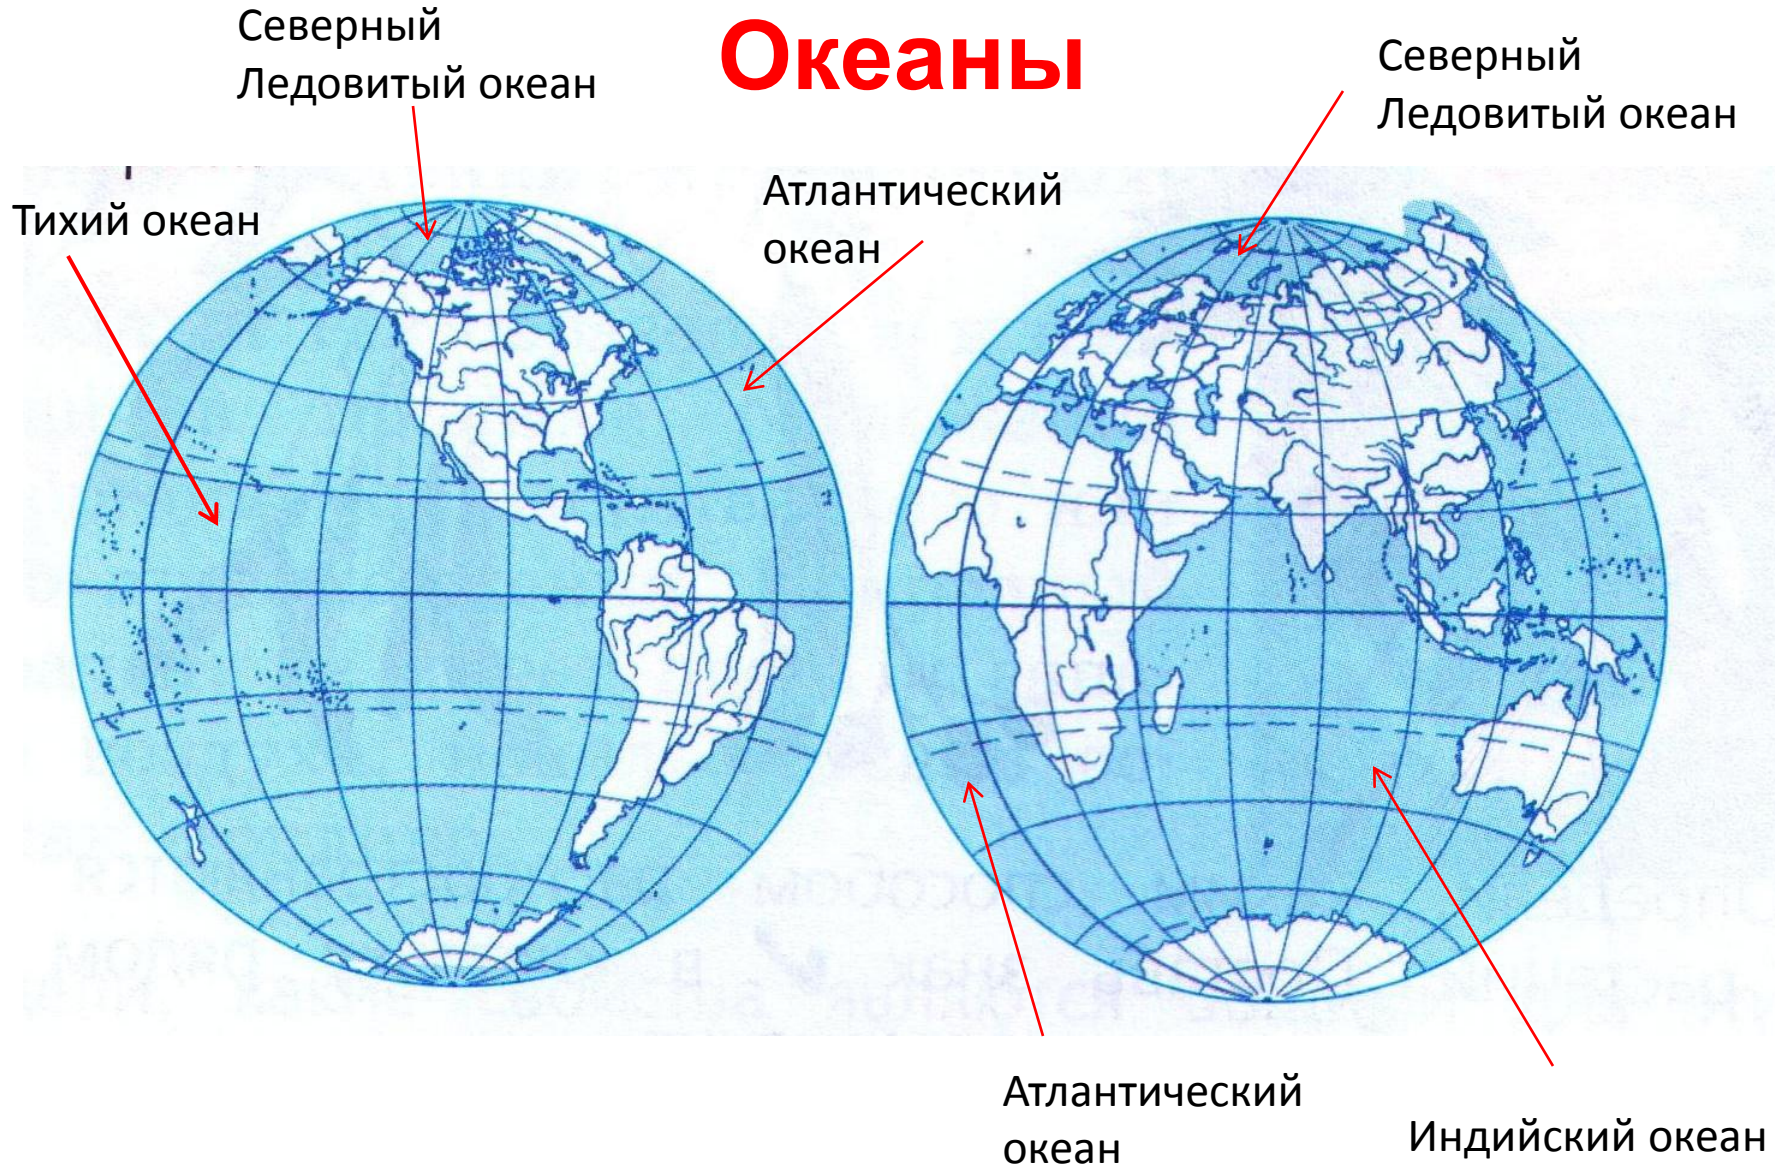 Океаны
Северный
Ледовитый океан
Северный
Ледовитый океан
Тихий океан
Атлантический
океан
Атлантический
океан
Индийский океан